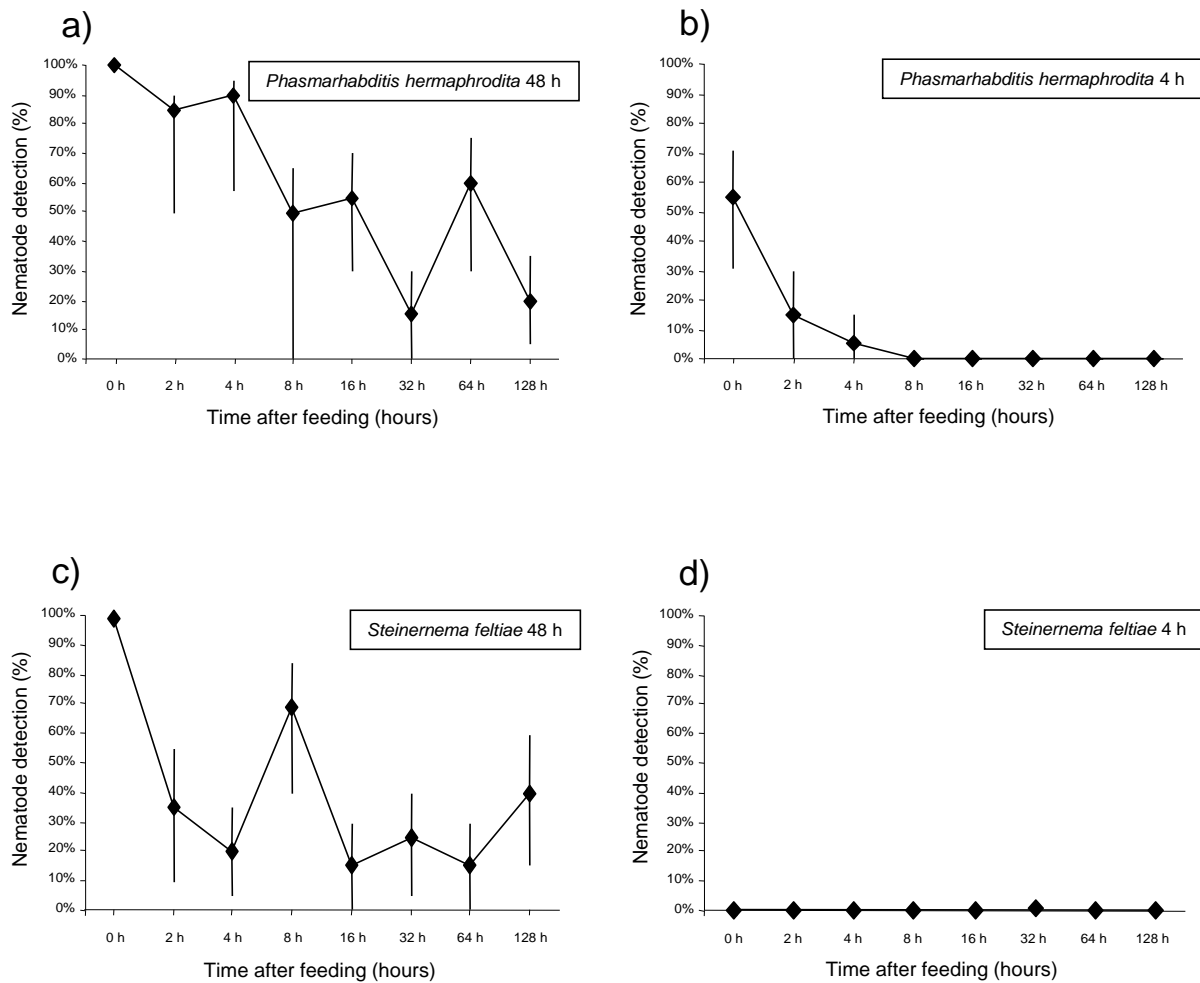 a)
Phasmarhabditis hermaphrodita 48 h
Nematode detection (%)
100%
90%
80%
70%
60%
50%
40%
30%
20%
10%
0%
0 h 2 h 4 h 8 h 16 h 32 h 64 h 128 h
Time after feeding (hours)
b)
Phasmarhabditis hermaphrodita 4 h
Nematode detection (%)
100%
90%
80%
70%
60%
50%
40%
30%
20%
10%
0%
0 h 2 h 4 h 8 h 16 h 32 h 64 h 128 h
Time after feeding (hours)
c)
Steinernema feltiae 48 h
Nematode detection (%)
100%
90%
80%
70%
60%
50%
40%
30%
20%
10%
0%
0 h 2 h 4 h 8 h 16 h 32 h 64 h 128 h
Time after feeding (hours)
d)
Steinernema feltiae 4 h
Nematode detection (%)
100%
90%
80%
70%
60%
50%
40%
30%
20%
10%
0%
0 h 2 h 4 h 8 h 16 h 32 h 64 h 128 h
Time after feeding (hours)